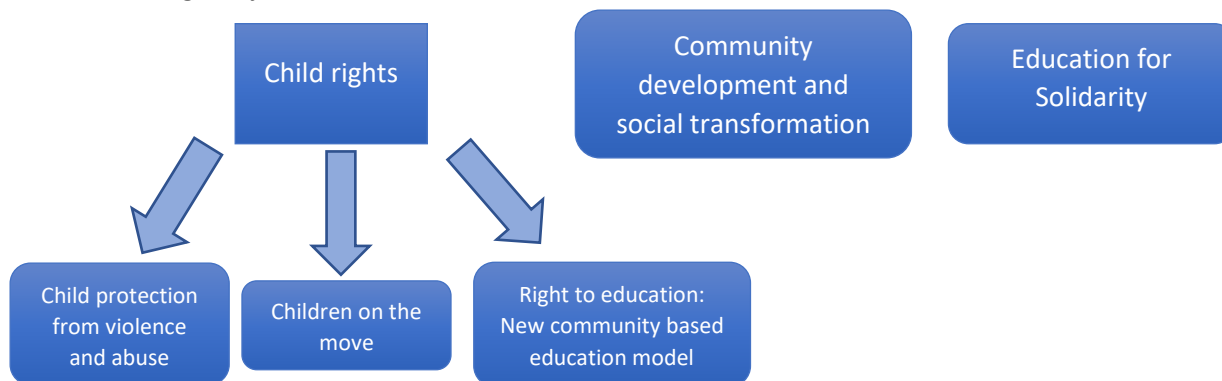 Child rights
Community
development and
social transformation
Education for
Solidarity
Child protection
from violence
and abuse
Children on the
move
Right to education:
New community based
education model